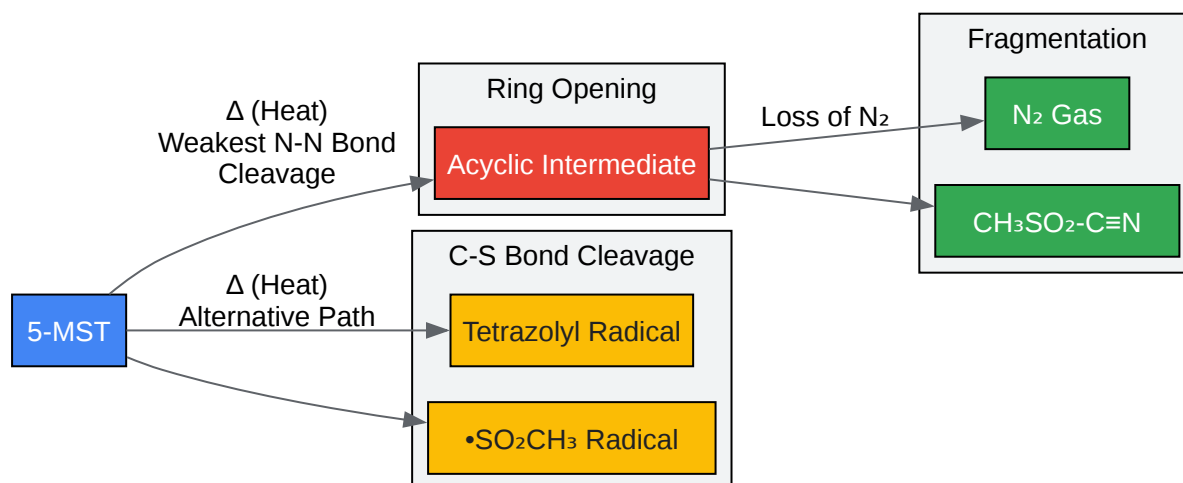 Fragmentation
N₂ Gas
CH₃SO₂-C≡N
Loss of N₂
Ring Opening
Acyclic Intermediate
Δ (Heat)
Weakest N-N Bond
Cleavage
5-MST
Δ (Heat)
Alternative Path
C-S Bond Cleavage
Tetrazolyl Radical
•SO₂CH₃ Radical